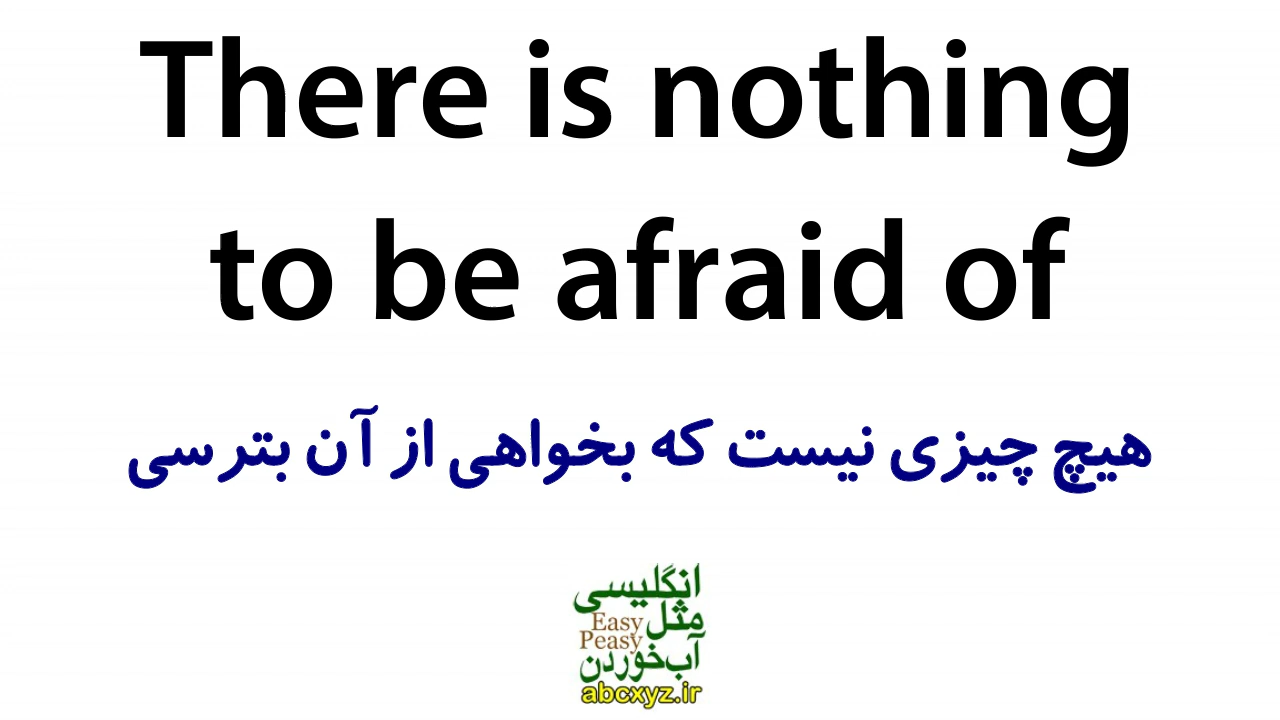 There is nothing
to be afraid of
هیچ چیزی نیست که بخواهی از آن بترسی
انگلیسی
مثل
Easy
Peasy
آب‌خوردن
abcxyz.ir